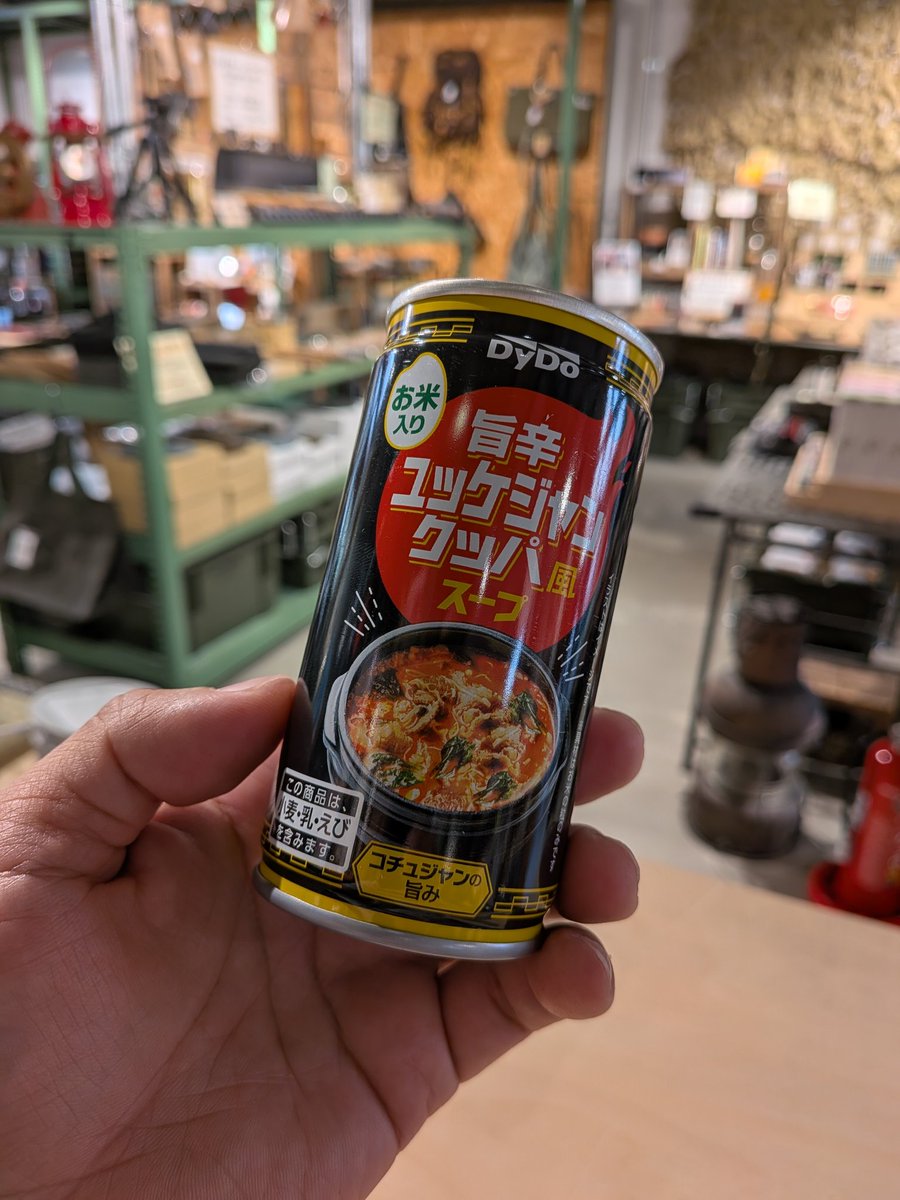 DyDo
お米
入り
旨辛
ユッケジャン
クッパ風
スープ
この商品は、
小麦・乳・えび
を含みます。
コチュジャンの
旨み